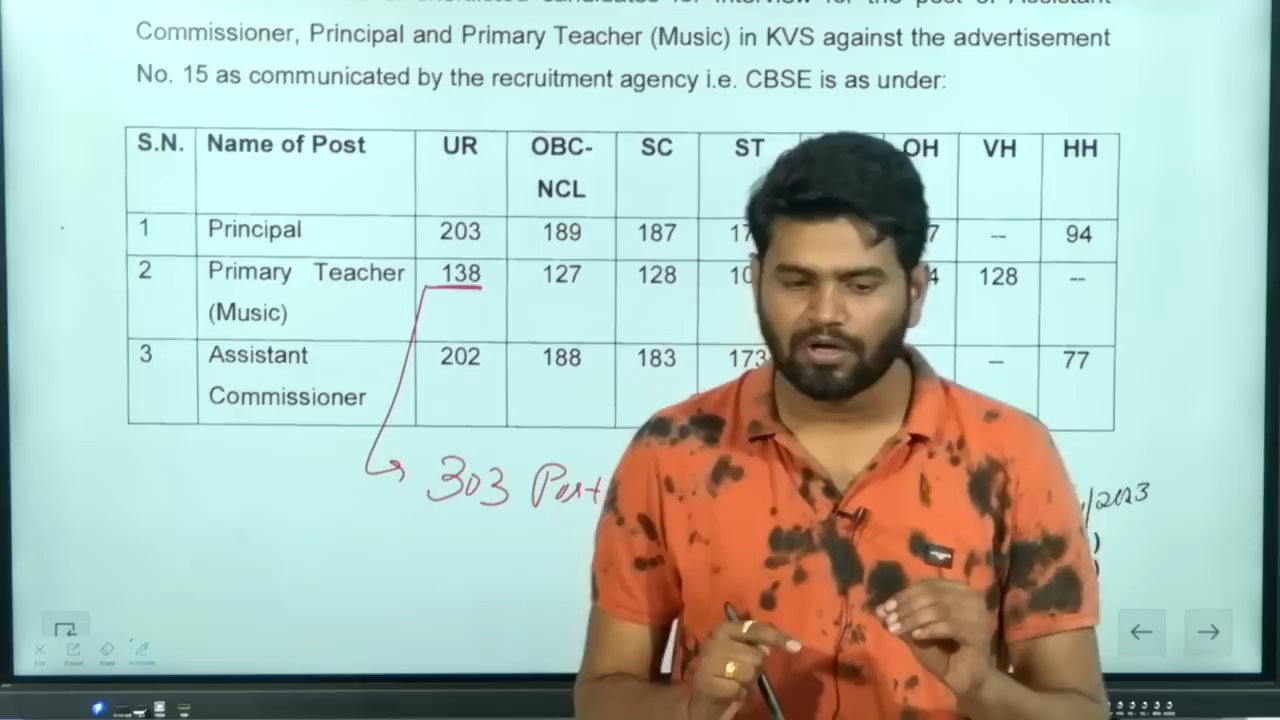 Commissioner, Principal and Primary Teacher (Music) in KVS against the advertisement
No. 15 as communicated by the recruitment agency i.e. CBSE is as under:
S.N. Name of Post UR OBC- SC ST OH VH HH
NCL
1 Principal 203 189 187 -- 94
2 Primary Teacher 138 127 128 128 --
(Music)
3 Assistant 202 188 183 173 -- 77
Commissioner
303 Post
/2023